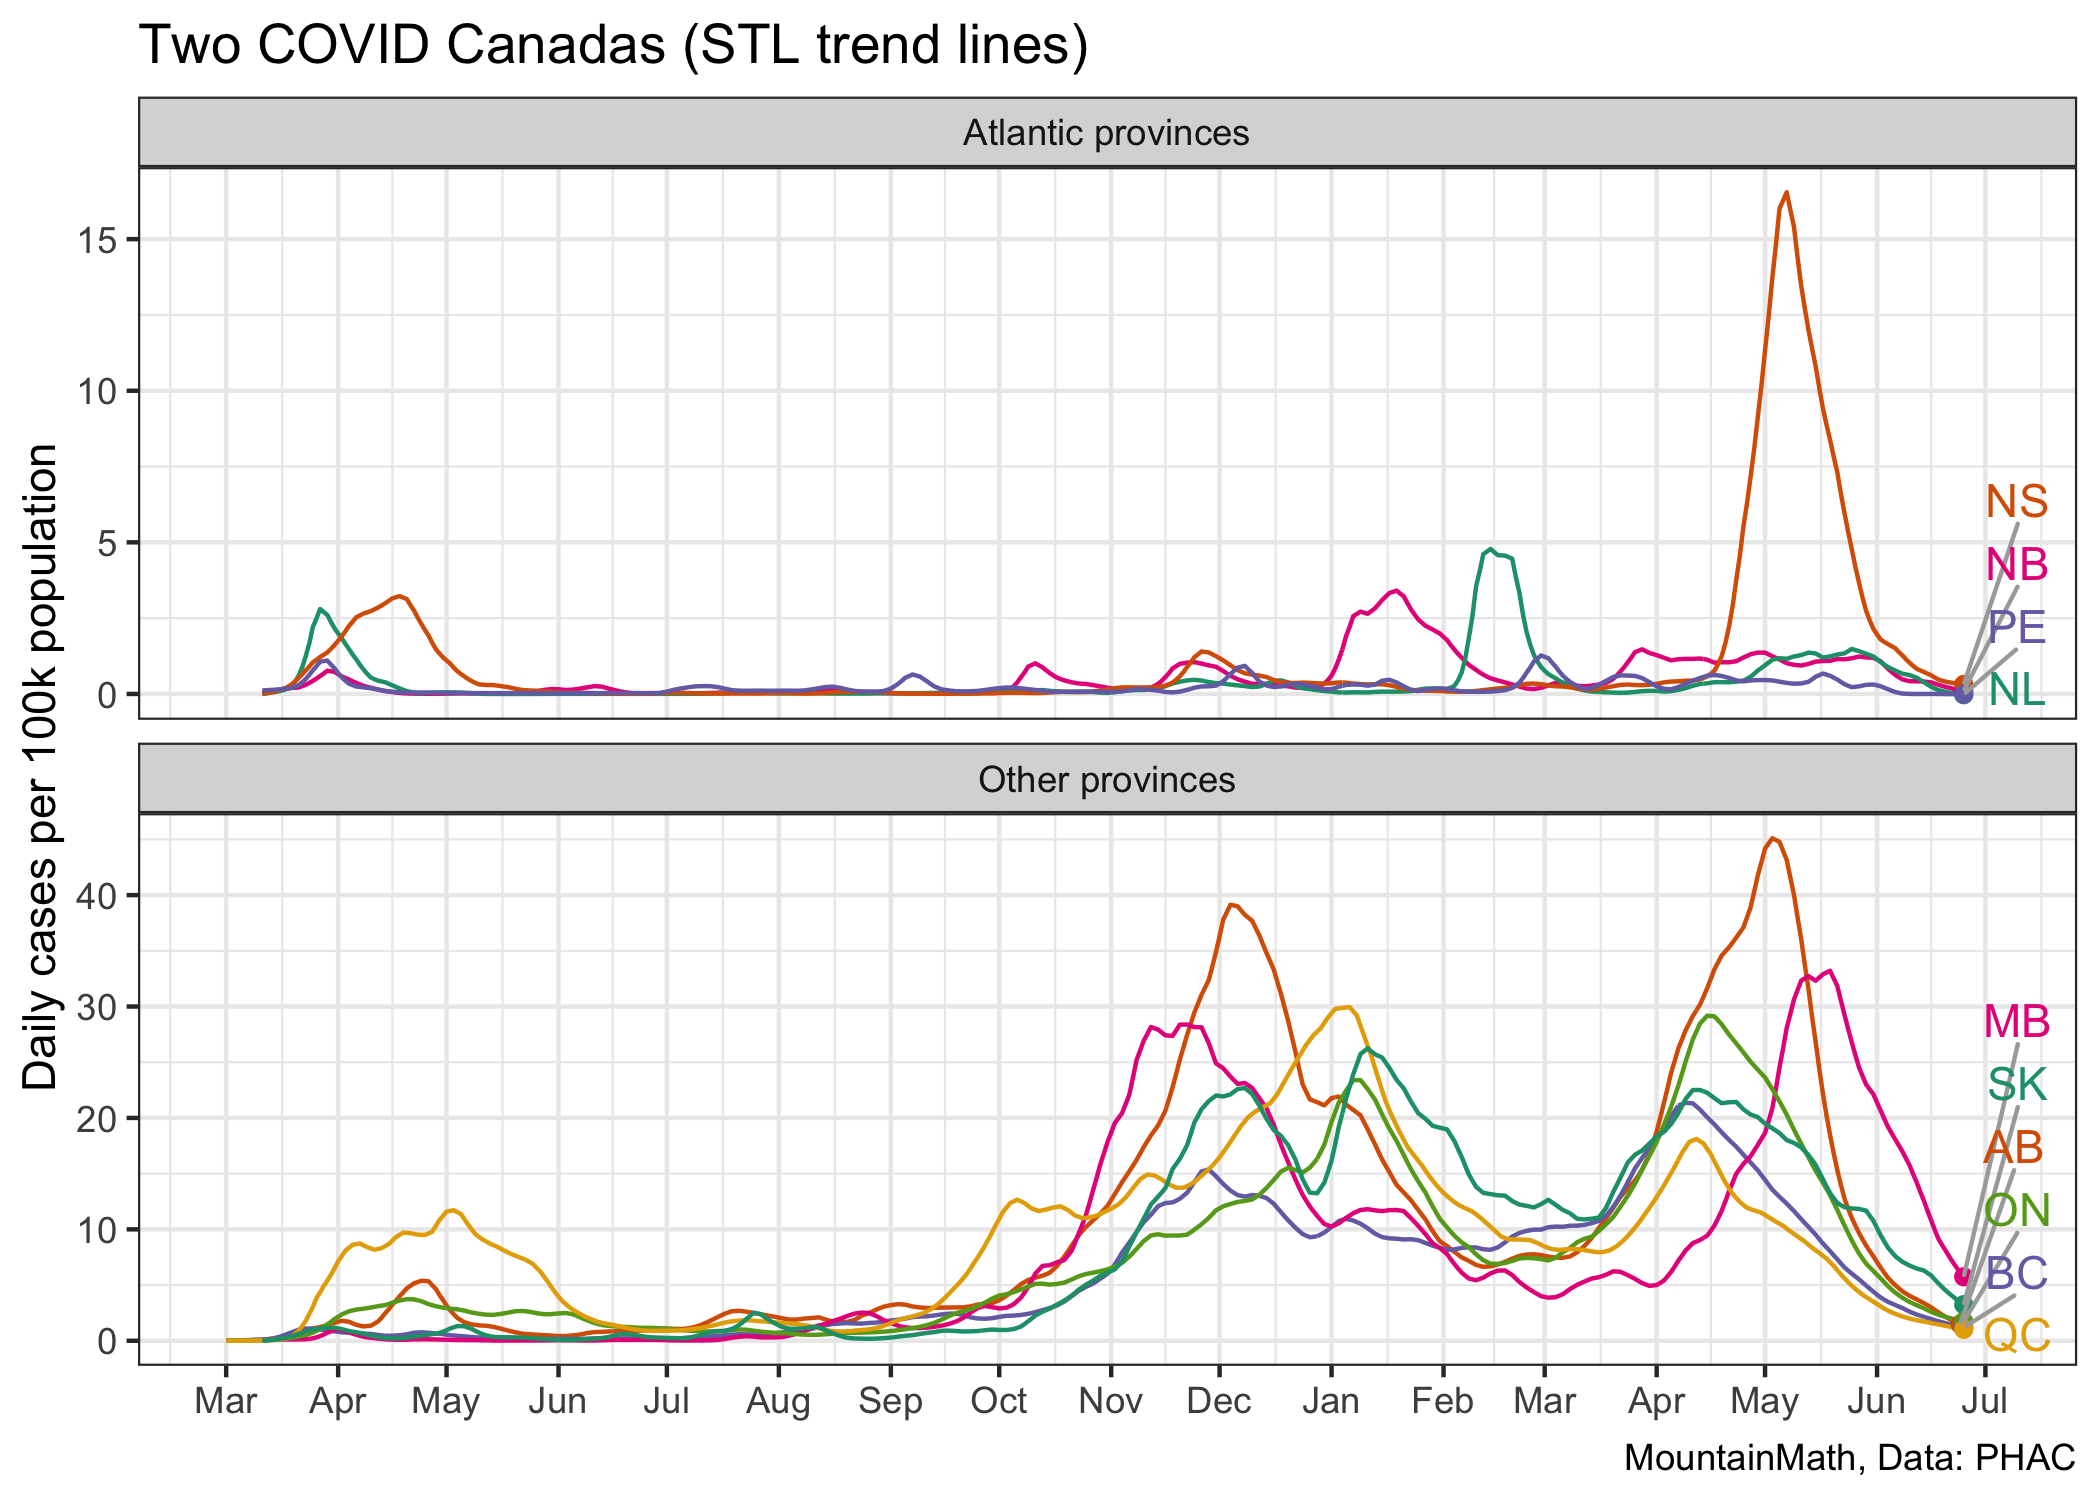 Two COVID Canadas (STL trend lines)
Atlantic provinces
15
10
5
0
NS
NB
PE
NL
Daily cases per 100k population
Other provinces
40
30
20
10
0
MB
SK
AB
ON
BC
QC
Mar Apr May Jun Jul Aug Sep Oct Nov Dec Jan Feb Mar Apr May Jun Jul
MountainMath, Data: PHAC